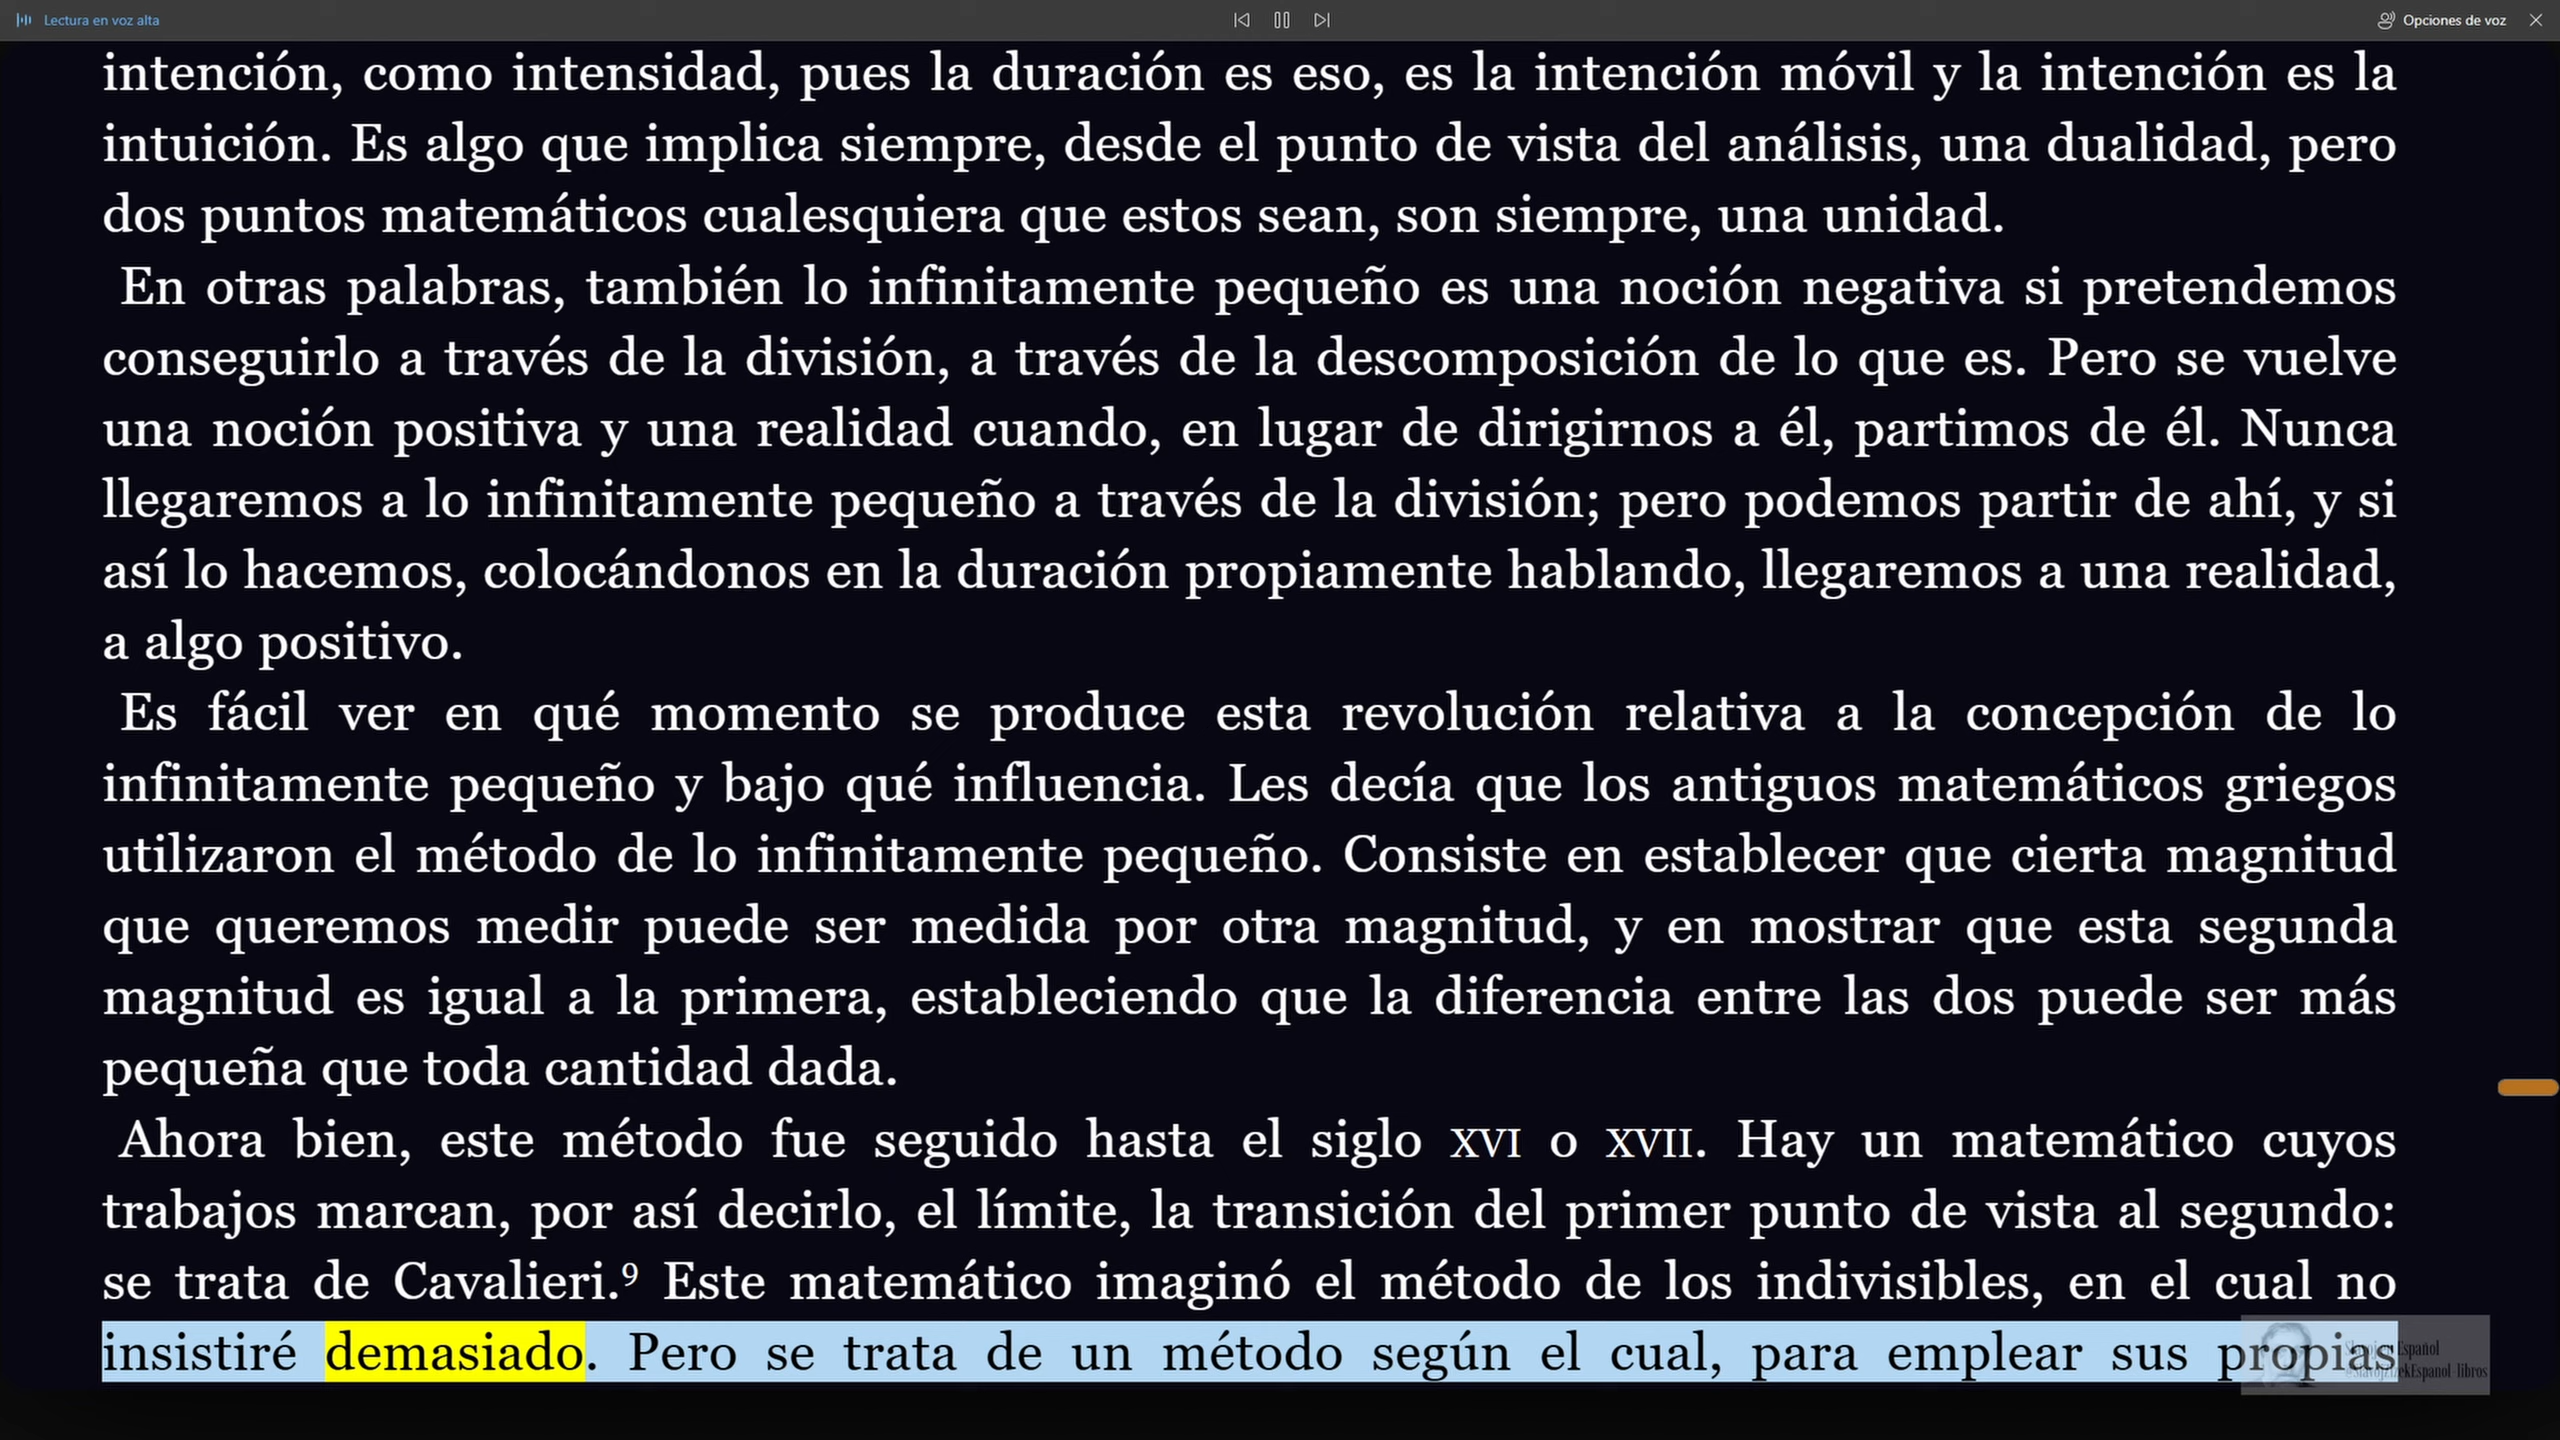 Lectura en voz alta
Opciones de voz
intención, como intensidad, pues la duración es eso, es la intención móvil y la intención es la
intuición. Es algo que implica siempre, desde el punto de vista del análisis, una dualidad, pero
dos puntos matemáticos cualesquiera que estos sean, son siempre, una unidad.
En otras palabras, también lo infinitamente pequeño es una noción negativa si pretendemos
conseguirlo a través de la división, a través de la descomposición de lo que es. Pero se vuelve
una noción positiva y una realidad cuando, en lugar de dirigirnos a él, partimos de él. Nunca
llegaremos a lo infinitamente pequeño a través de la división; pero podemos partir de ahí, y si
así lo hacemos, colocándonos en la duración propiamente hablando, llegaremos a una realidad,
a algo positivo.
Es fácil ver en qué momento se produce esta revolución relativa a la concepción de lo
infinitamente pequeño y bajo qué influencia. Les decía que los antiguos matemáticos griegos
utilizaron el método de lo infinitamente pequeño. Consiste en establecer que cierta magnitud
que queremos medir puede ser medida por otra magnitud, y en mostrar que esta segunda
magnitud es igual a la primera, estableciendo que la diferencia entre las dos puede ser más
pequeña que toda cantidad dada.
Ahora bien, este método fue seguido hasta el siglo XVI o XVII. Hay un matemático cuyos
trabajos marcan, por así decirlo, el límite, la transición del primer punto de vista al segundo:
se trata de Cavalieri.⁹ Este matemático imaginó el método de los indivisibles, en el cual no
insistiré demasiado. Pero se trata de un método según el cual, para emplear sus propias
Español